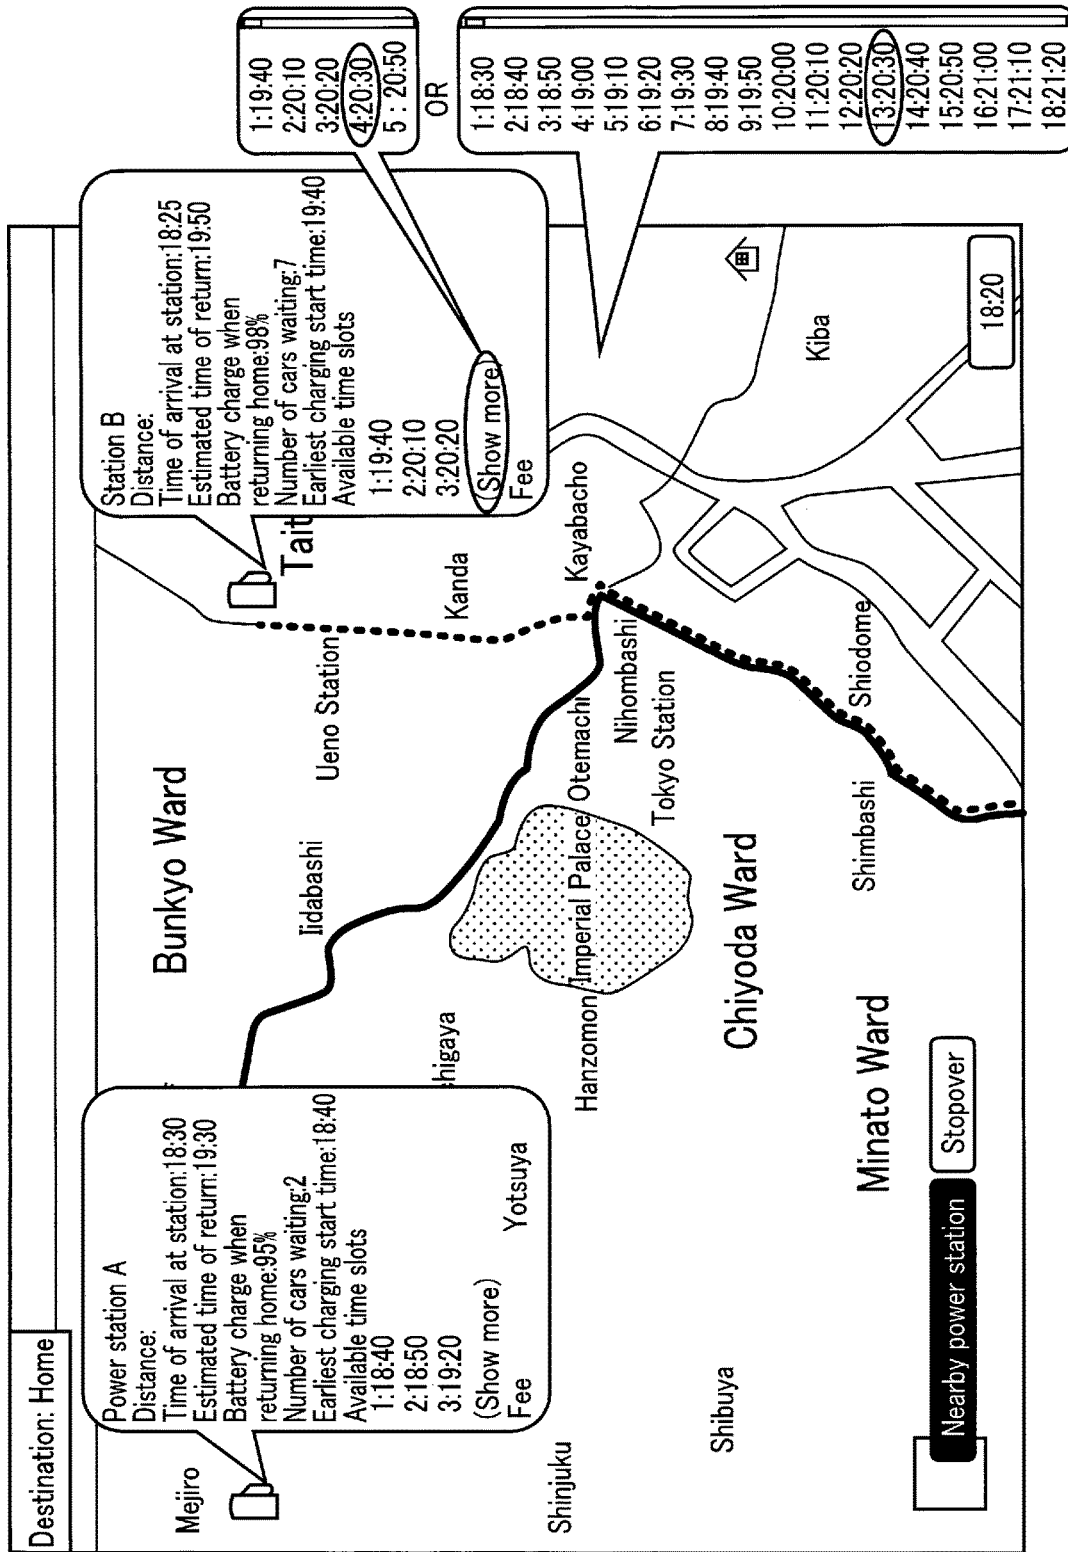 Destination: Home
Mejiro
Power station A
Distance:
Time of arrival at station:18:30
Estimated time of return:19:30
Battery charge when
returning home:95%
Number of cars waiting:2
Earliest charging start time:18:40
Available time slots
1:18:40
2:18:50
3:19:20
(Show more)
Fee
Yotsuya
Bunkyo Ward
Iidabashi
Ueno Station
Station B
Distance:
Time of arrival at station:18:25
Estimated time of return:19:50
Battery charge when
returning home:98%
Number of cars waiting:7
Earliest charging start time:19:40
Available time slots
1:19:40
2:20:10
3:20:20
(Show more)
Fee
1:19:40
2:20:10
3:20:20
4:20:30
5 : 20:50
OR
1:18:30
2:18:40
3:18:50
4:19:00
5:19:10
6:19:20
7:19:30
8:19:40
9:19:50
10:20:00
11:20:10
12:20:20
13:20:30
14:20:40
15:20:50
16:21:00
17:21:10
18:21:20
Tait
Kanda
higaya
Shinjuku
Hanzomon
Imperial Palace
Otemachi
Kayabacho
Nihombashi
Tokyo Station
Shibuya
Chiyoda Ward
Kiba
Minato Ward
Shimbashi
Shiodome
Nearby power station
Stopover
18:20